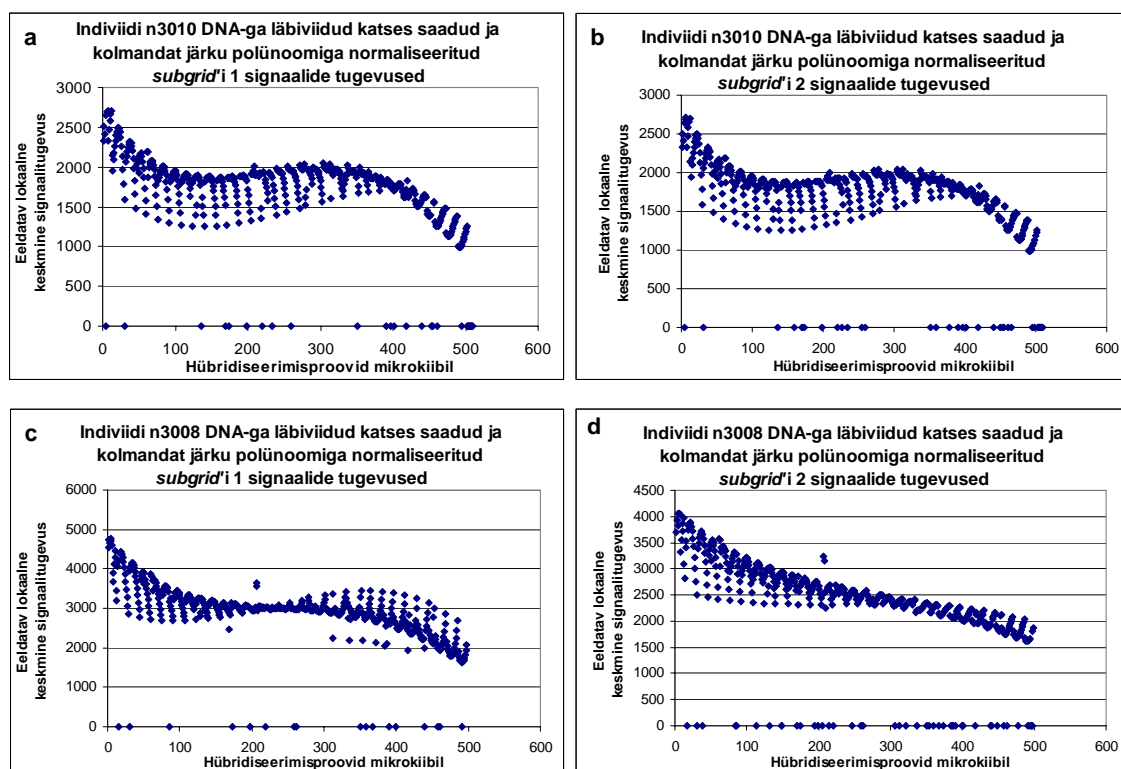 a
Indiviidi n3010 DNA-ga läbiviidud katses saadud ja
kolmandat järku polünoomiga normaliseeritud
subgrid'i 1 signaalide tugevused
Eeldatav lokaalne
keskmine signaalitugevus
3000
2500
2000
1500
1000
500
0
0 100 200 300 400 500 600
Hübridiseerimisproovid mikrokiibil
b
Indiviidi n3010 DNA-ga läbiviidud katses saadud ja
kolmandat järku polünoomiga normaliseeritud
subgrid'i 2 signaalide tugevused
Eeldatav lokaalne
keskmine signaalitugevus
3000
2500
2000
1500
1000
500
0
0 100 200 300 400 500 600
Hübridiseerimisproovid mikrokiibil
c
Indiviidi n3008 DNA-ga läbiviidud katses saadud ja
kolmandat järku polünoomiga normaliseeritud
subgrid'i 1 signaalide tugevused
Eeldatav lokaalne
keskmine signaalitugevus
6000
5000
4000
3000
2000
1000
0
0 100 200 300 400 500 600
Hübridiseerimisproovid mikrokiibil
d
Indiviidi n3008 DNA-ga läbiviidud katses saadud ja
kolmandat järku polünoomiga normaliseeritud
subgrid'i 2 signaalide tugevused
Eeldatav lokaalne
keskmine signaalitugevus
4500
4000
3500
3000
2500
2000
1500
1000
500
0
0 100 200 300 400 500 600
Hübridiseerimisproovid mikrokiibil